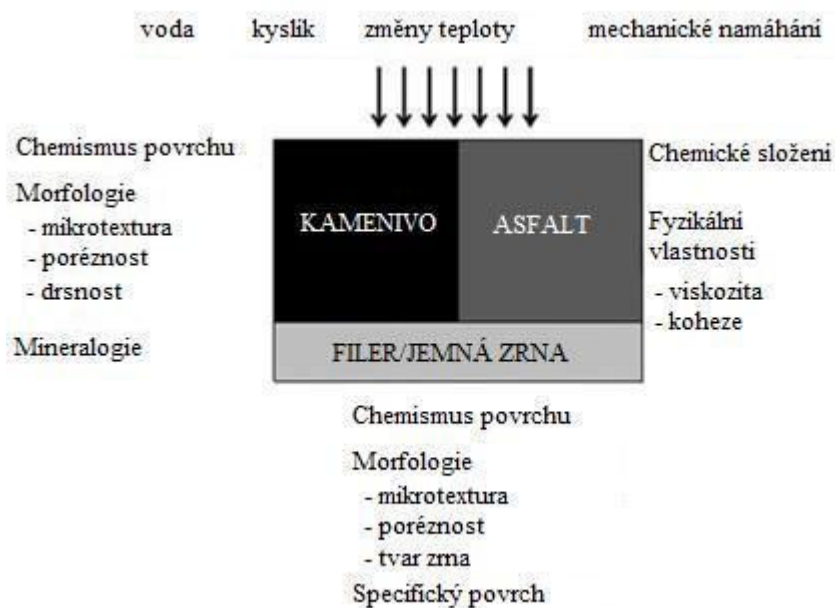 voda kyslík změny teploty mechanické namáhání
Chemismus povrchu
Morfologie
- mikrotextura
- poréznost
- drsnost
Mineralogie
KAMENIVO
ASFALT
Chemické složení
Fyzikální
vlastnosti
- viskozita
- koheze
FILER/JEMNÁ ZRNA
Chemismus povrchu
Morfologie
- mikrotextura
- poréznost
- tvar zrna
Specifický povrch